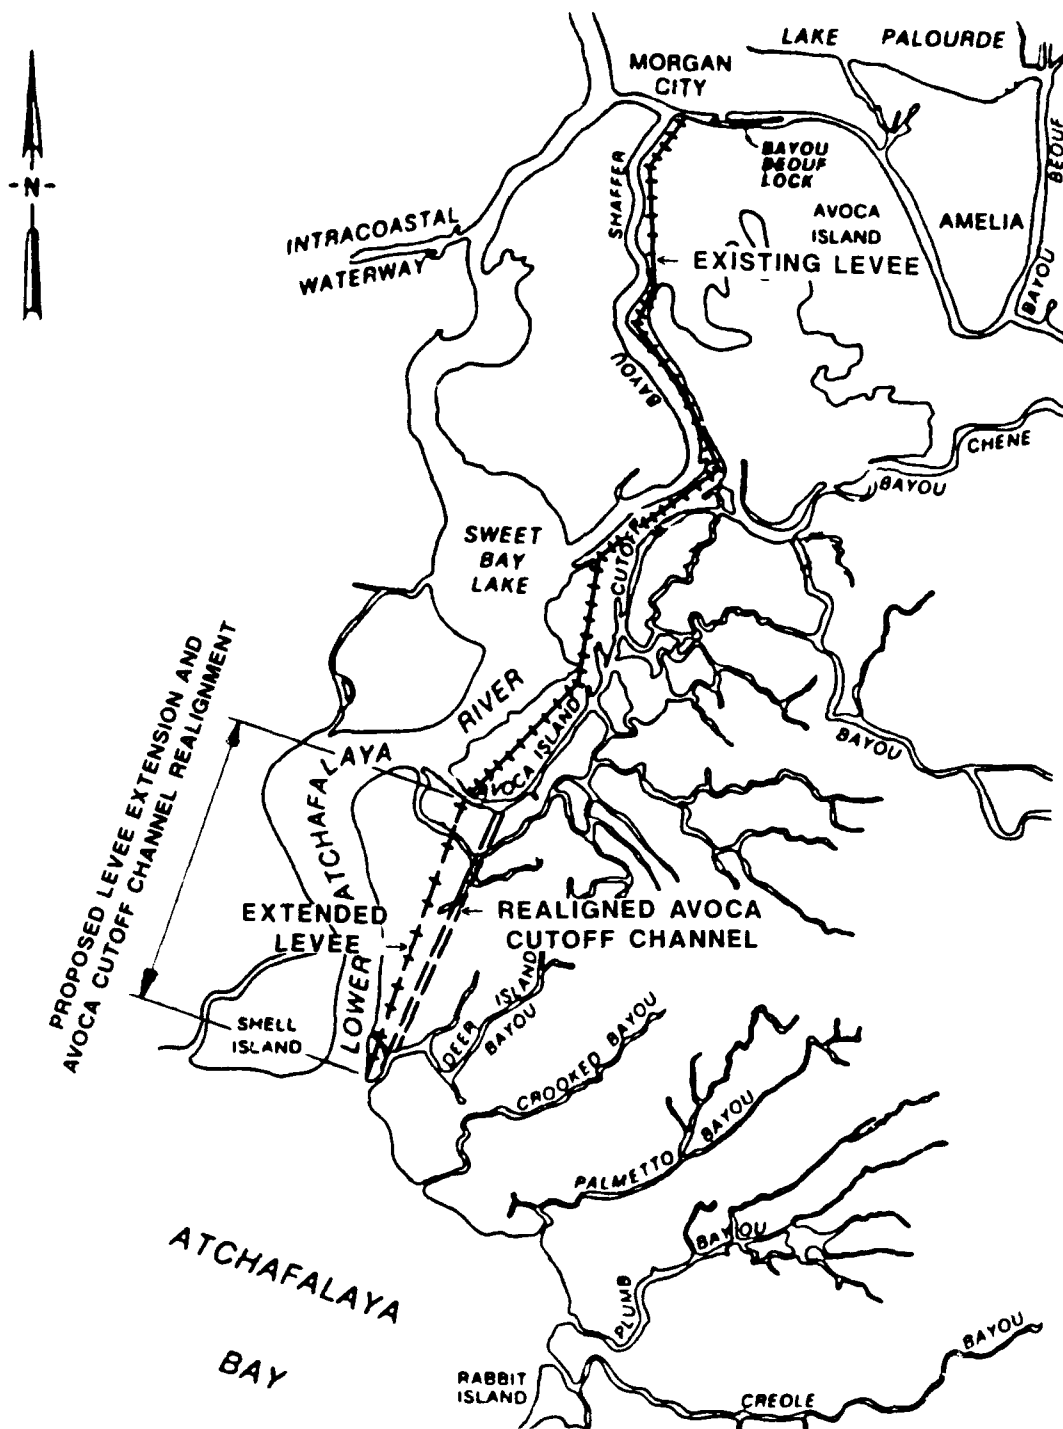 LAKE PALOURDE
MORGAN
CITY
BEOUF
BAYOU
BAYOU
BEOUF
LOCK
SHAFFER
BAYOU
AVOCA
ISLAND
AMELIA
-N-
INTRACOASTAL
WATERWAY
EXISTING LEVEE
CHENE
BAYOU
SWEET
BAY
LAKE
CUTOFF
PROPOSED LEVEE EXTENSION AND
AVOCA CUTOFF CHANNEL REALIGNMENT
RIVER
AVOCA ISLAND
BAYOU
ATCHAFALAYA
LOWER ATCHAFALAYA
EXTENDED
LEVEE
REALIGNED AVOCA
CUTOFF CHANNEL
SHELL
ISLAND
DEER ISLAND
BAYOU
CROOKED BAYOU
PALMETTO BAYOU
ATCHAFALAYA
BAY
PLUMB BAYOU
RABBIT
ISLAND
CREOLE BAYOU